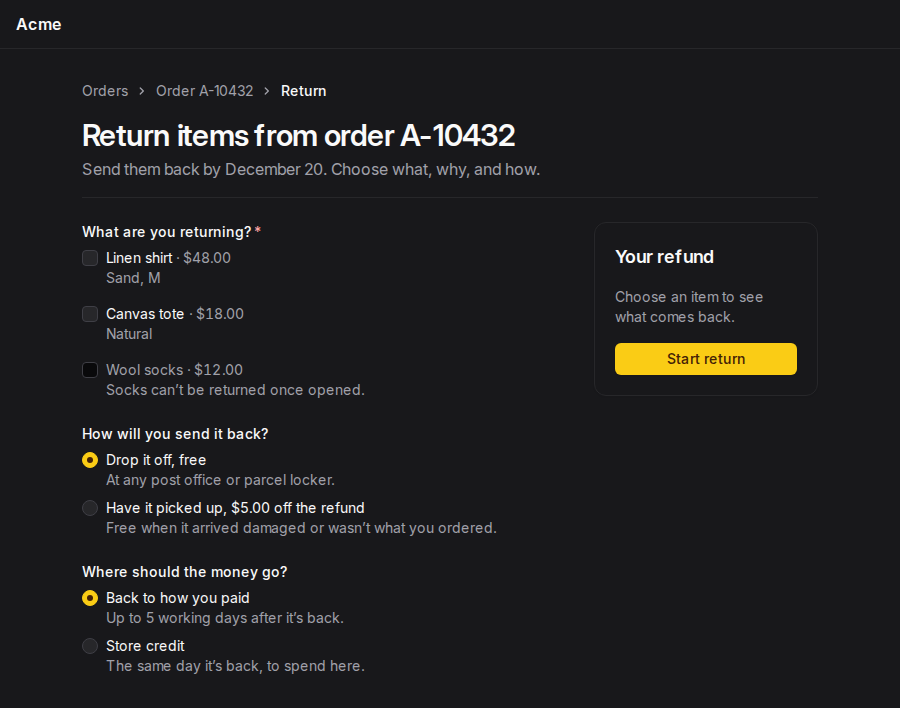 Acme
Orders > Order A-10432 > Return
Return items from order A-10432
Send them back by December 20. Choose what, why, and how.
What are you returning? *
Linen shirt · $48.00
Sand, M
Canvas tote · $18.00
Natural
Wool socks · $12.00
Socks can’t be returned once opened.
How will you send it back?
Drop it off, free
At any post office or parcel locker.
Have it picked up, $5.00 off the refund
Free when it arrived damaged or wasn’t what you ordered.
Where should the money go?
Back to how you paid
Up to 5 working days after it’s back.
Store credit
The same day it’s back, to spend here.
Your refund
Choose an item to see
what comes back.
Start return